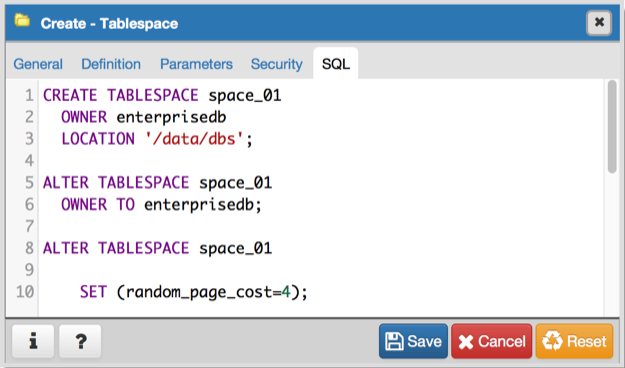 Create - Tablespace
General Definition Parameters Security SQL
1 CREATE TABLESPACE space_01
2 OWNER enterprisedb
3 LOCATION '/data/dbs';
4
5 ALTER TABLESPACE space_01
6 OWNER TO enterprisedb;
7
8 ALTER TABLESPACE space_01
9
10 SET (random_page_cost=4);
i ? Save Cancel Reset